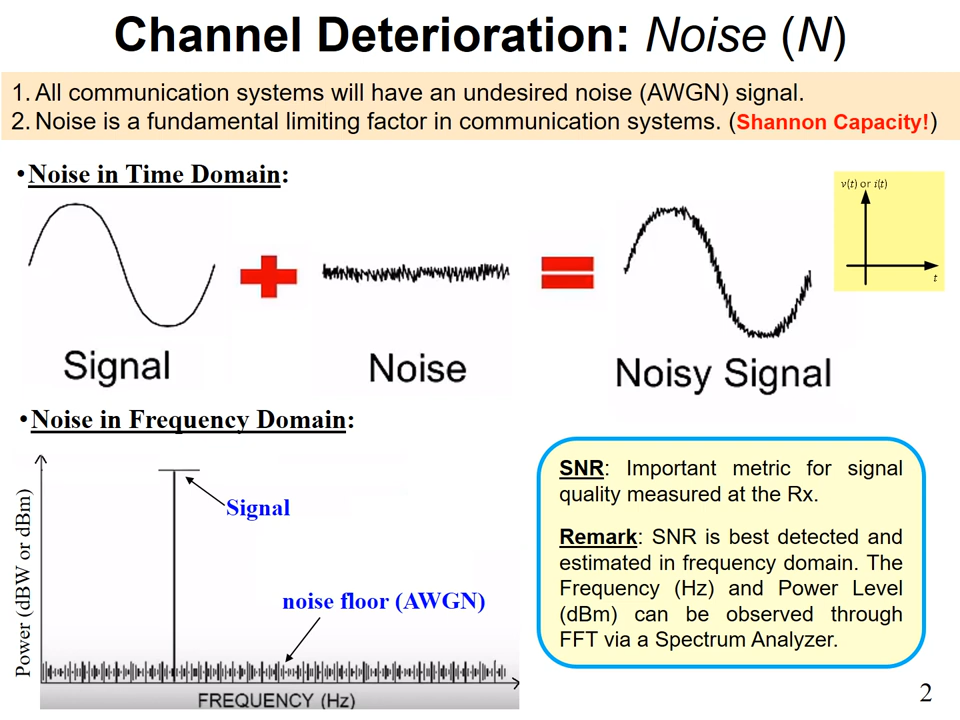 Channel Deterioration: Noise (N)
1. All communication systems will have an undesired noise (AWGN) signal.
2. Noise is a fundamental limiting factor in communication systems. (Shannon Capacity!)
•Noise in Time Domain:
v(t) or i(t)
t
Signal
Noise
Noisy Signal
•Noise in Frequency Domain:
Power (dBW or dBm)
Signal
noise floor (AWGN)
FREQUENCY (Hz)
SNR: Important metric for signal
quality measured at the Rx.
Remark: SNR is best detected and
estimated in frequency domain. The
Frequency (Hz) and Power Level
(dBm) can be observed through
FFT via a Spectrum Analyzer.
2